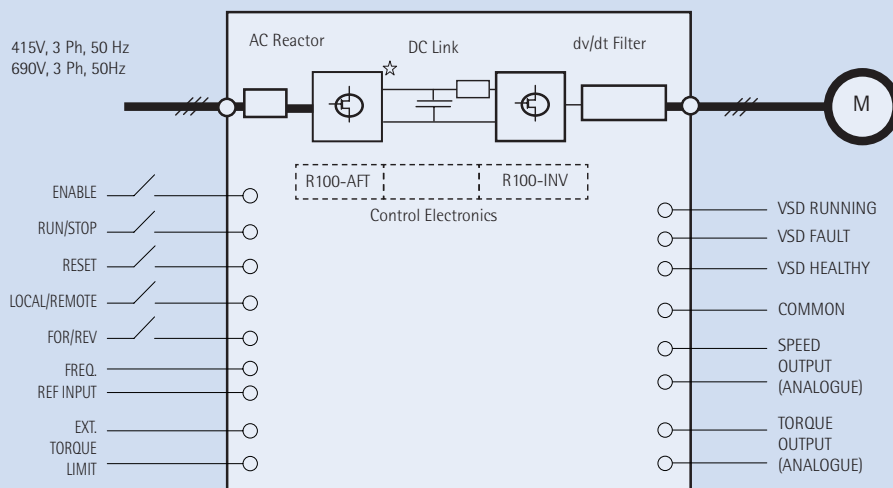 415V, 3 Ph, 50 Hz
690V, 3 Ph, 50Hz
AC Reactor
DC Link
dv/dt Filter
M
R100-AFT
R100-INV
Control Electronics
ENABLE
RUN/STOP
RESET
LOCAL/REMOTE
FOR/REV
FREQ.
REF INPUT
EXT.
TORQUE
LIMIT
VSD RUNNING
VSD FAULT
VSD HEALTHY
COMMON
SPEED
OUTPUT
(ANALOGUE)
TORQUE
OUTPUT
(ANALOGUE)